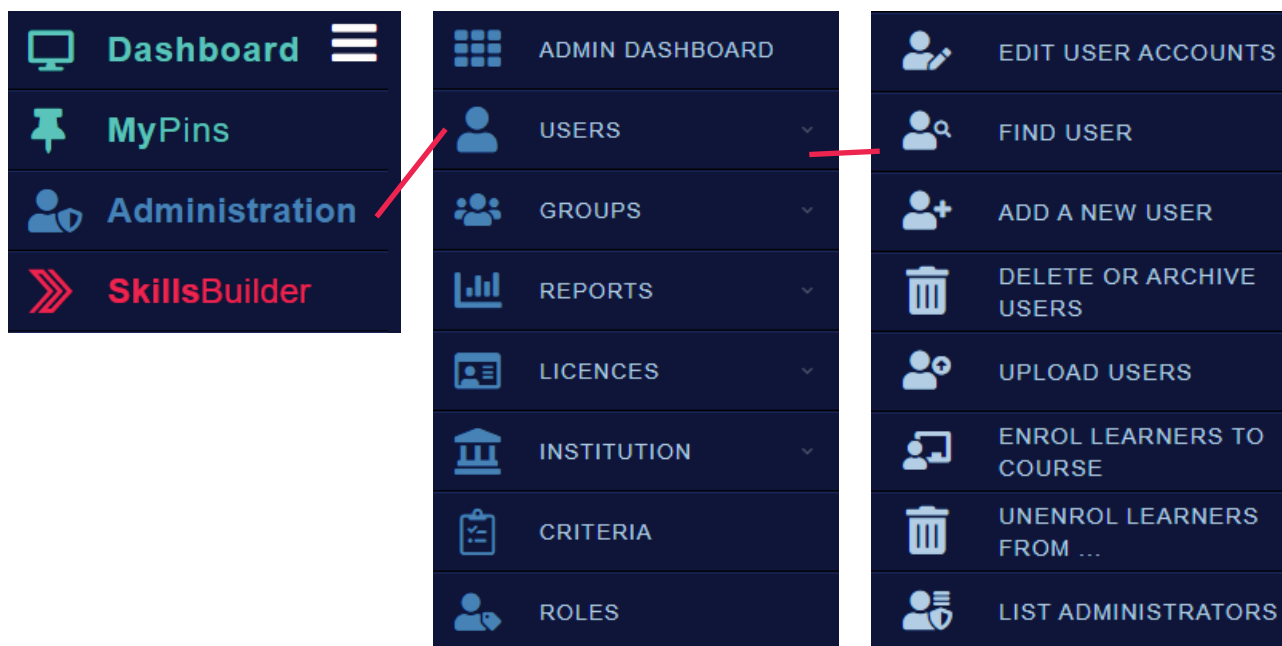 Dashboard
MyPins
Administration
SkillsBuilder
ADMIN DASHBOARD
USERS
GROUPS
REPORTS
LICENCES
INSTITUTION
CRITERIA
ROLES
EDIT USER ACCOUNTS
FIND USER
ADD A NEW USER
DELETE OR ARCHIVE
USERS
UPLOAD USERS
ENROL LEARNERS TO
COURSE
UNENROL LEARNERS
FROM ...
LIST ADMINISTRATORS